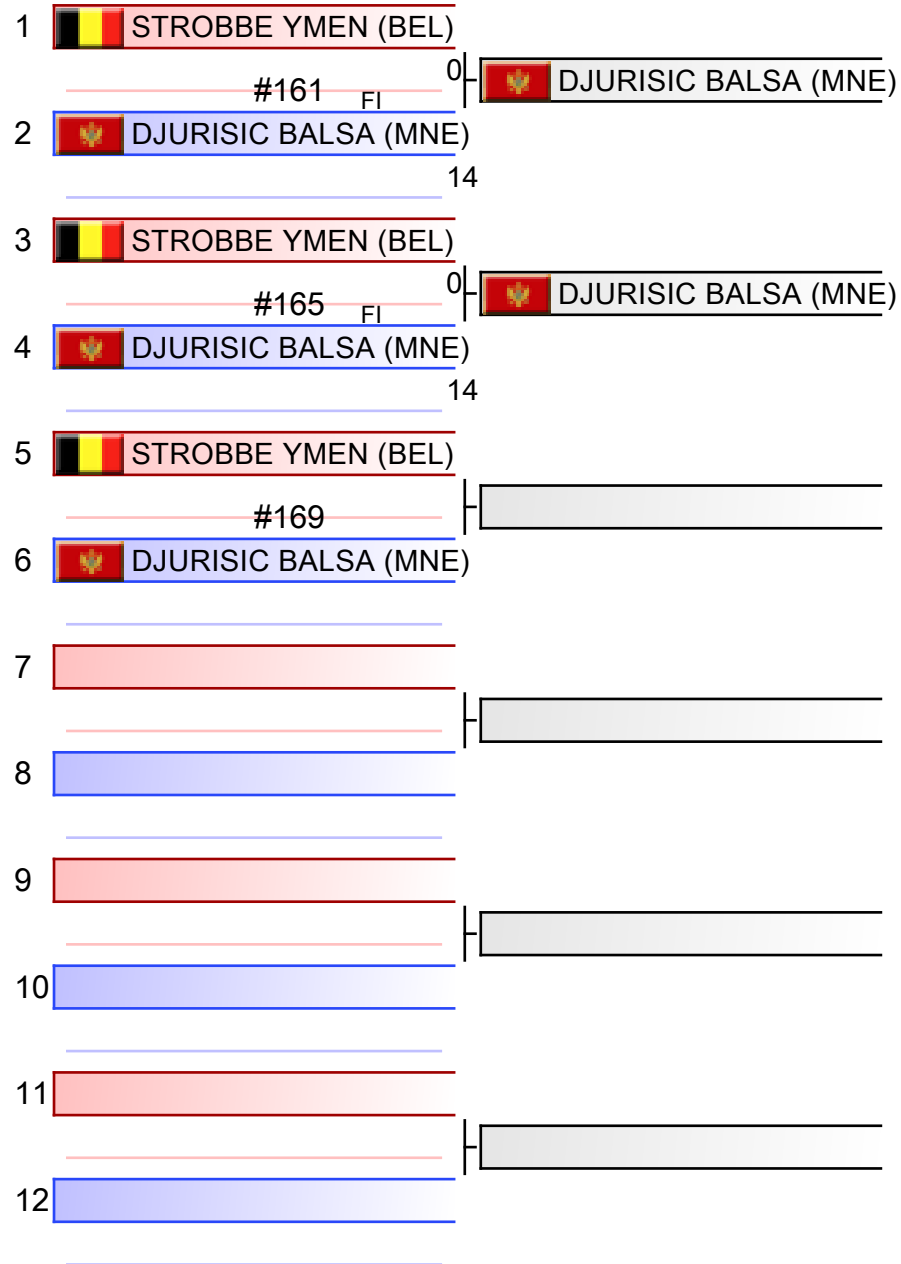 1 STROBBE YMEN (BEL)
0 DJURISIC BALSA (MNE)
#161 FI
2 DJURISIC BALSA (MNE)
14
3 STROBBE YMEN (BEL)
0 DJURISIC BALSA (MNE)
#165 FI
4 DJURISIC BALSA (MNE)
14
5 STROBBE YMEN (BEL)
#169
6 DJURISIC BALSA (MNE)
7
8
9
10
11
12